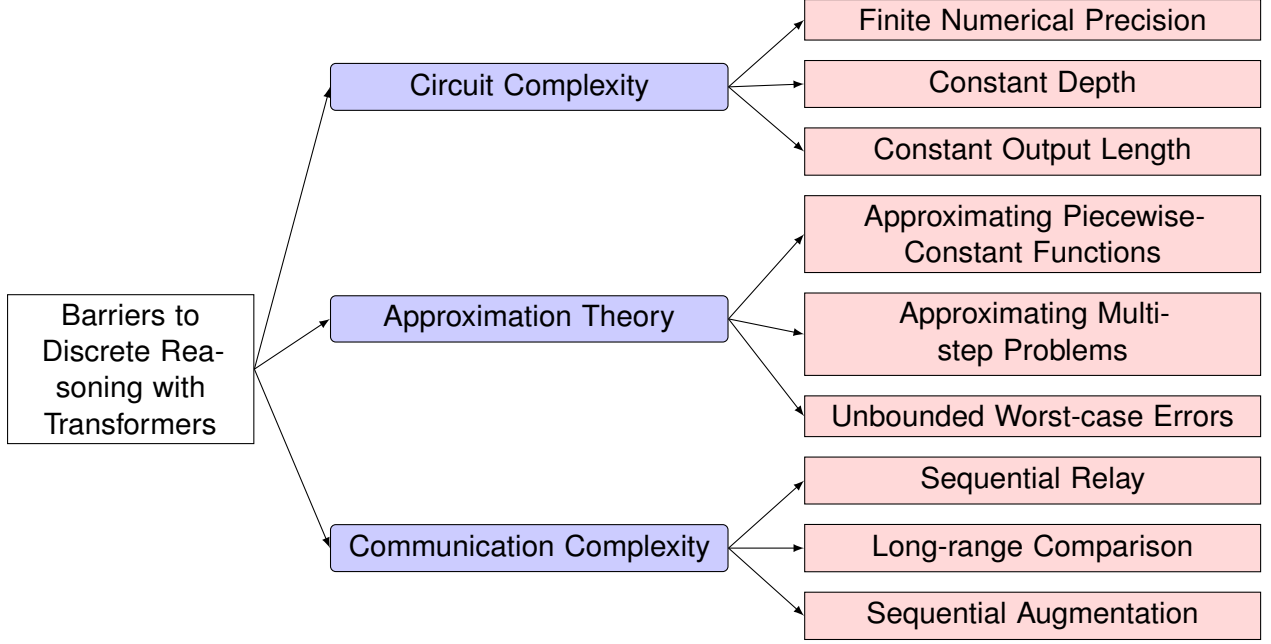 Barriers to
Discrete Rea-
soning with
Transformers
Circuit Complexity
Finite Numerical Precision
Constant Depth
Constant Output Length
Approximation Theory
Approximating Piecewise-
Constant Functions
Approximating Multi-
step Problems
Unbounded Worst-case Errors
Communication Complexity
Sequential Relay
Long-range Comparison
Sequential Augmentation